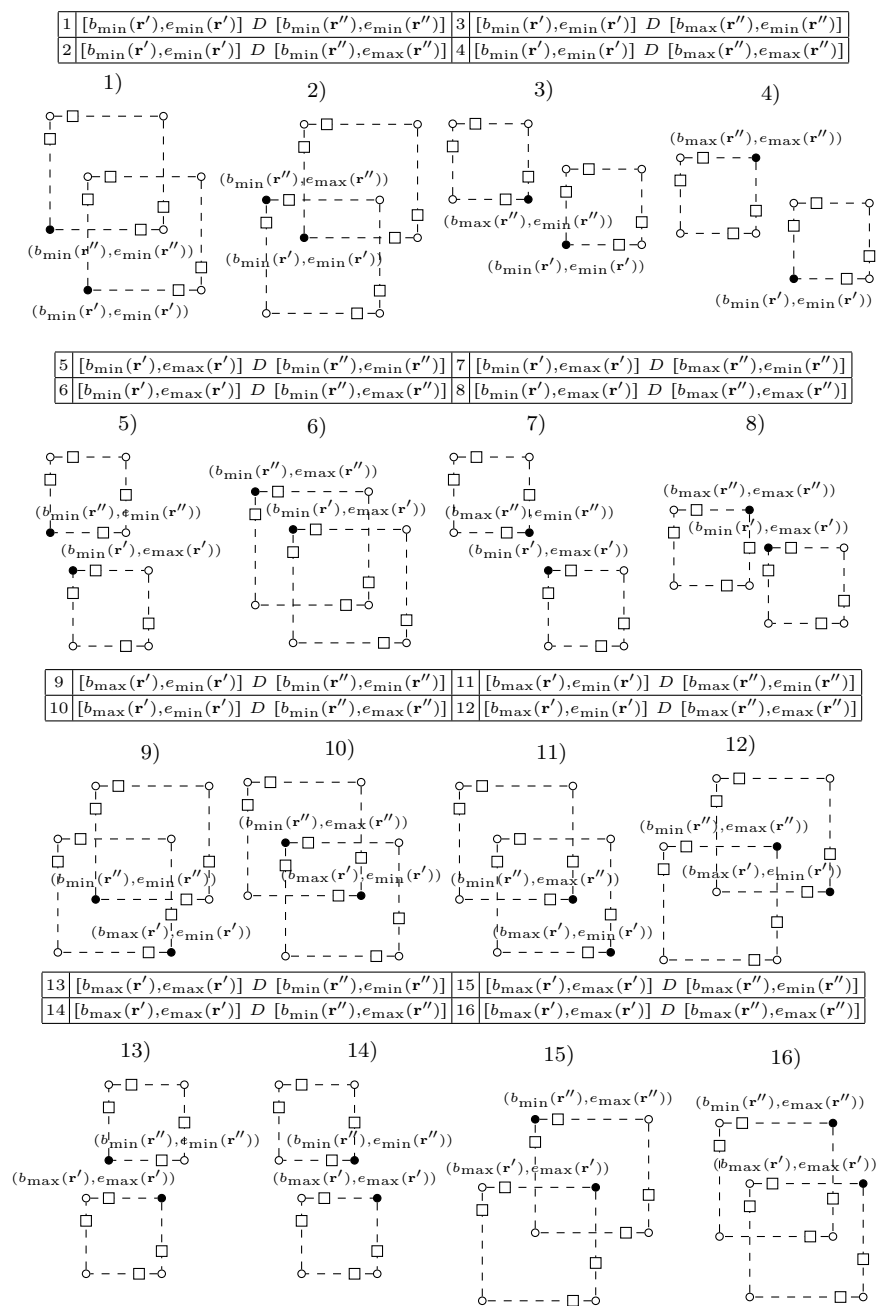 1 [b_min(r′),e_min(r′)] D [b_min(r″),e_min(r″)] 3 [b_min(r′),e_min(r′)] D [b_max(r″),e_min(r″)]
2 [b_min(r′),e_min(r′)] D [b_min(r″),e_max(r″)] 4 [b_min(r′),e_min(r′)] D [b_max(r″),e_max(r″)]
1) 2) 3) 4)
(b_max(r″),e_max(r″))
(b_min(r″),e_max(r″))
(b_max(r″),e_min(r″))
(b_min(r″),e_min(r″)) (b_min(r′),e_min(r′))
(b_min(r′),e_min(r′))
(b_min(r′),e_min(r′))
(b_min(r′),e_min(r′))
5 [b_min(r′),e_max(r′)] D [b_min(r″),e_min(r″)] 7 [b_min(r′),e_max(r′)] D [b_max(r″),e_min(r″)]
6 [b_min(r′),e_max(r′)] D [b_min(r″),e_max(r″)] 8 [b_min(r′),e_max(r′)] D [b_max(r″),e_max(r″)]
5) 6) 7) 8)
(b_min(r″),e_max(r″))
(b_max(r″),e_max(r″))
(b_min(r″),e_min(r″)) (b_min(r′),e_max(r′)) (b_max(r″),e_min(r″))
(b_min(r′),e_max(r′))
(b_min(r′),e_max(r′)) (b_min(r′),e_max(r′))
9 [b_max(r′),e_min(r′)] D [b_min(r″),e_min(r″)] 11 [b_max(r′),e_min(r′)] D [b_max(r″),e_min(r″)]
10 [b_max(r′),e_min(r′)] D [b_min(r″),e_max(r″)] 12 [b_max(r′),e_min(r′)] D [b_max(r″),e_max(r″)]
9) 10) 11) 12)
(b_min(r″),e_max(r″)) (b_min(r″),e_max(r″))
(b_min(r″),e_min(r″)) (b_max(r′),e_min(r′)) (b_min(r″),e_max(r″)) (b_max(r′),e_min(r′))
(b_max(r′),e_min(r′)) (b_max(r′),e_min(r′))
13 [b_max(r′),e_max(r′)] D [b_min(r″),e_min(r″)] 15 [b_max(r′),e_max(r′)] D [b_max(r″),e_min(r″)]
14 [b_max(r′),e_max(r′)] D [b_min(r″),e_max(r″)] 16 [b_max(r′),e_max(r′)] D [b_max(r″),e_max(r″)]
13) 14) 15) 16)
(b_min(r″),e_max(r″)) (b_min(r″),e_max(r″))
(b_min(r″),e_min(r″)) (b_min(r″),e_min(r″))
(b_max(r′),e_max(r′)) (b_max(r′),e_max(r′)) (b_max(r′),e_max(r′)) (b_max(r′),e_max(r′))